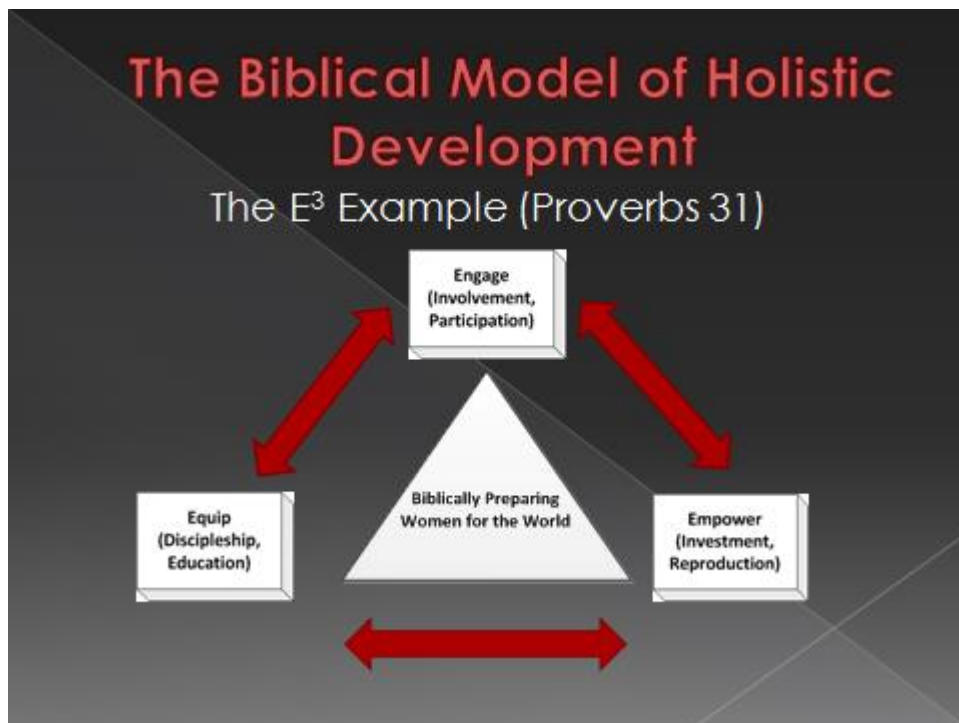 The Biblical Model of Holistic
Development
The E³ Example (Proverbs 31)
Engage
(Involvement,
Participation)
Biblically Preparing
Women for the World
Equip
(Discipleship,
Education)
Empower
(Investment,
Reproduction)